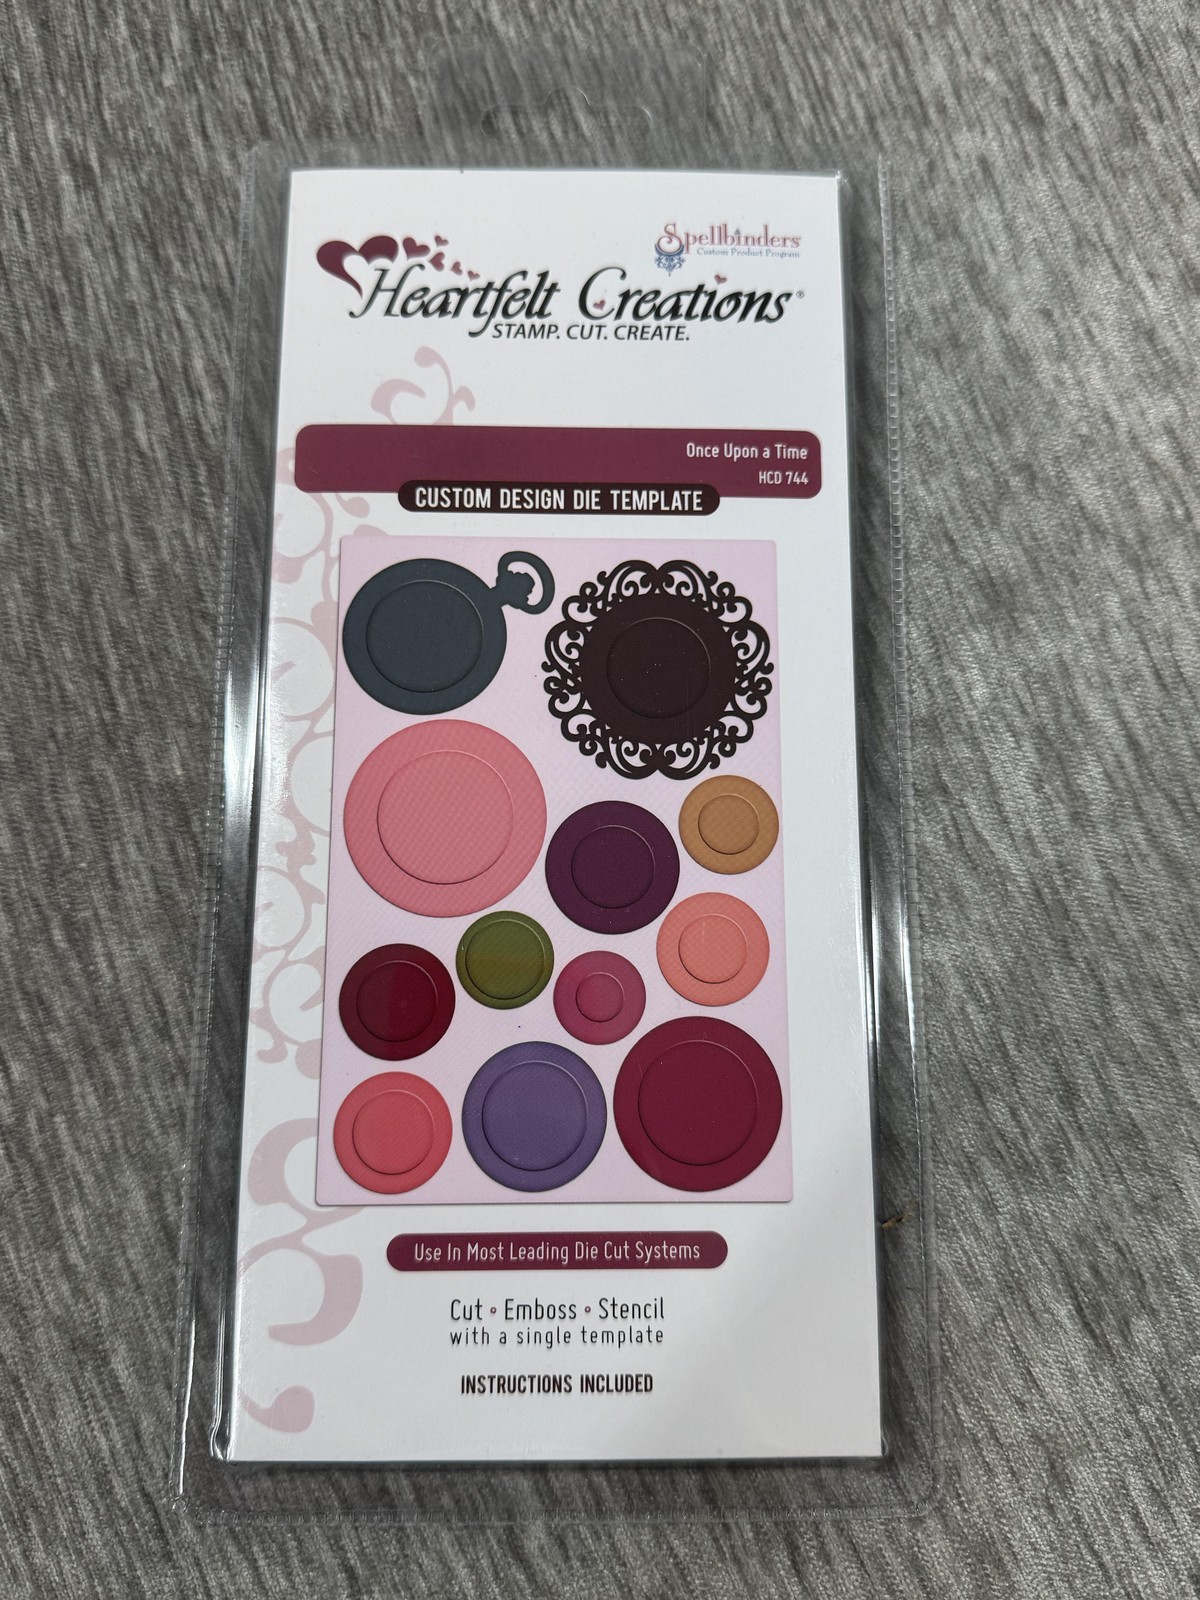 Spellbinders
Custom Product Program
Heartfelt Creations®
STAMP. CUT. CREATE.
Once Upon a Time
HCD 744
CUSTOM DESIGN DIE TEMPLATE
Use In Most Leading Die Cut Systems
Cut • Emboss • Stencil
with a single template
INSTRUCTIONS INCLUDED